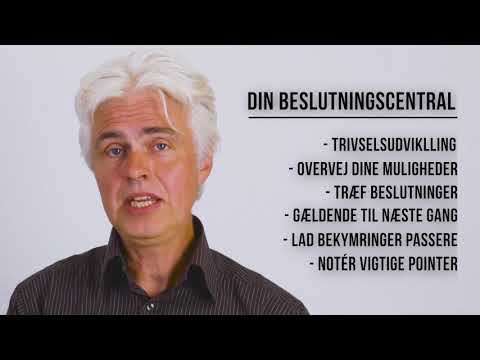 DIN BESLUTNINGSCENTRAL
- TRIVSELSUDVIKLLING
- OVERVEJ DINE MULIGHEDER
- TRÆF BESLUTNINGER
- GÆLDENDE TIL NÆSTE GANG
- LAD BEKYMRINGER PASSERE
- NOTÉR VIGTIGE POINTER